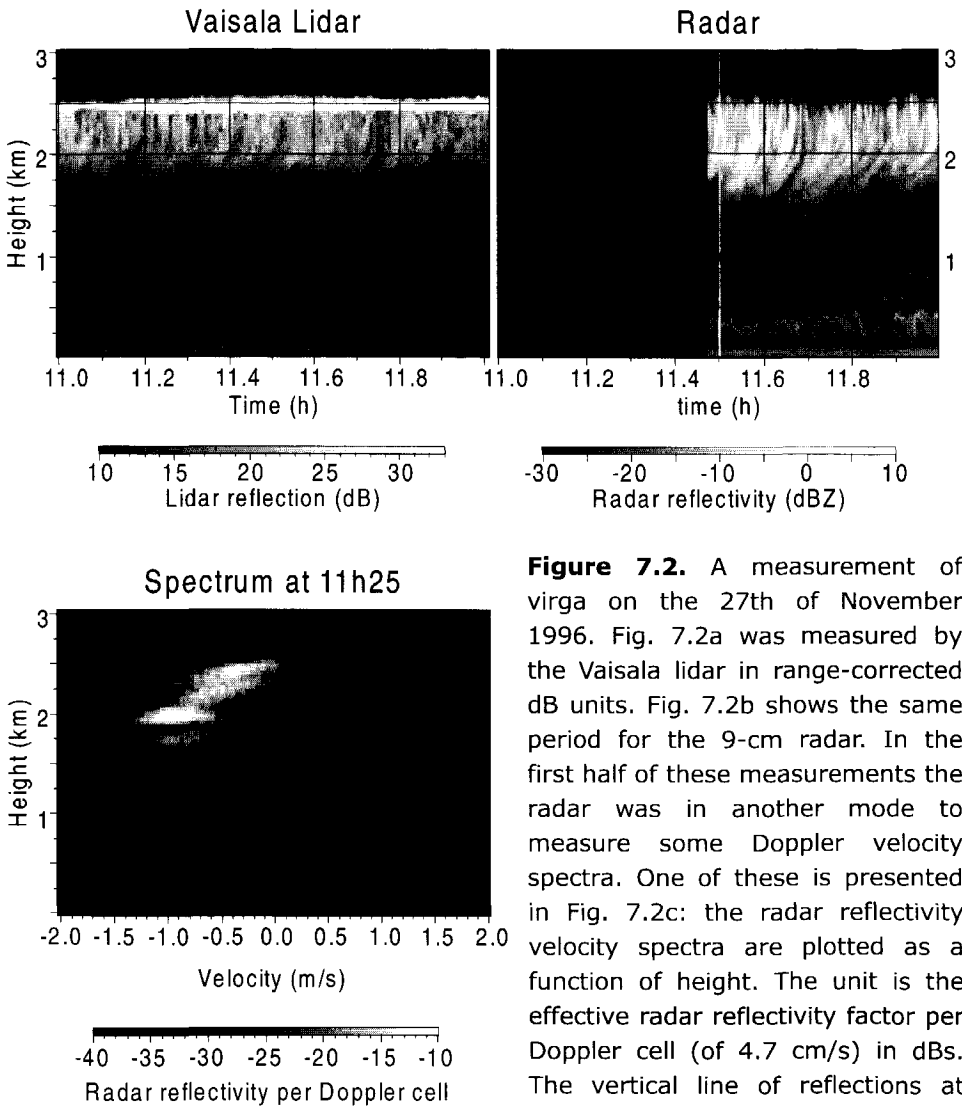 Vaisala Lidar
Radar
3
2
1
Height (km)
3
2
1
11.0 11.2 11.4 11.6 11.8
Time (h)
11.0 11.2 11.4 11.6 11.8
time (h)
10 15 20 25 30
Lidar reflection (dB)
-30 -20 -10 0 10
Radar reflectivity (dBZ)
Spectrum at 11h25
3
2
1
Height (km)
-2.0 -1.5 -1.0 -0.5 0.0 0.5 1.0 1.5 2.0
Velocity (m/s)
-40 -35 -30 -25 -20 -15 -10
Radar reflectivity per Doppler cell
Figure 7.2. A measurement of
virga on the 27th of November
1996. Fig. 7.2a was measured by
the Vaisala lidar in range-corrected
dB units. Fig. 7.2b shows the same
period for the 9-cm radar. In the
first half of these measurements the
radar was in another mode to
measure some Doppler velocity
spectra. One of these is presented
in Fig. 7.2c: the radar reflectivity
velocity spectra are plotted as a
function of height. The unit is the
effective radar reflectivity factor per
Doppler cell (of 4.7 cm/s) in dBs.
The vertical line of reflections at